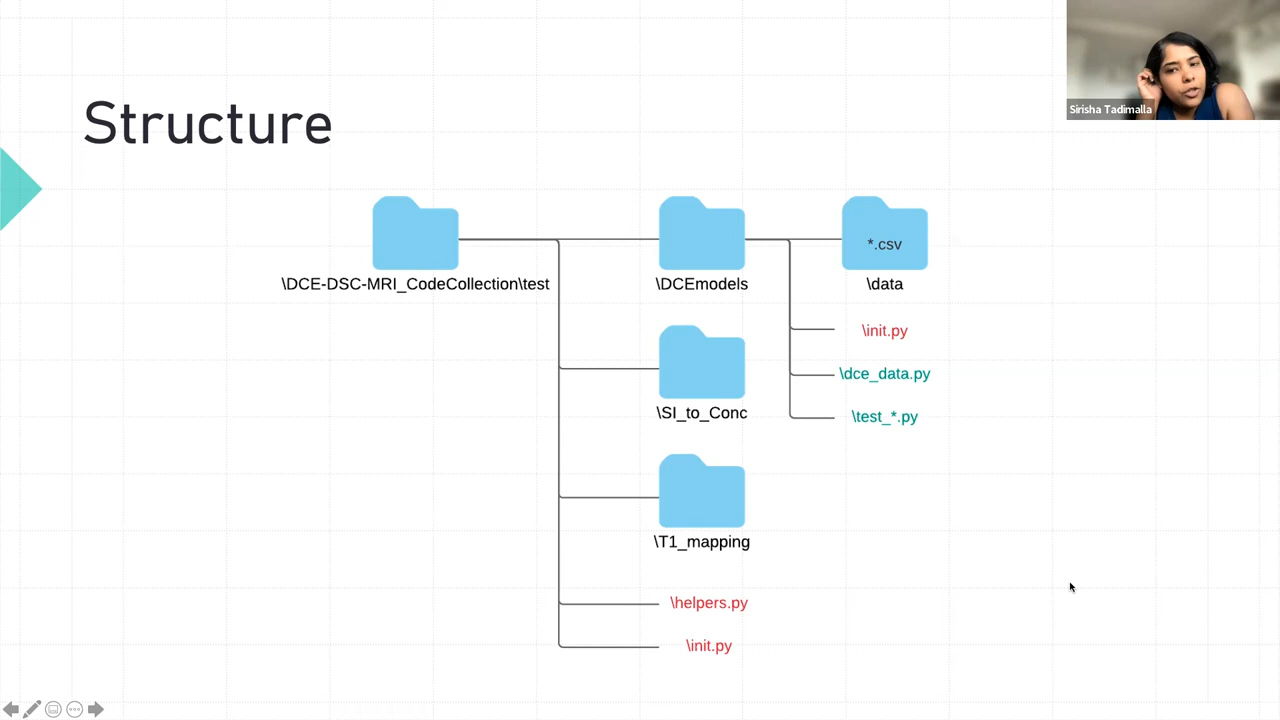 Sirisha Tadimalla
Structure
*.csv
\DCE-DSC-MRI_CodeCollection\test
\DCEmodels
\data
\init.py
\dce_data.py
\SI_to_Conc
\test_*.py
\T1_mapping
\helpers.py
\init.py